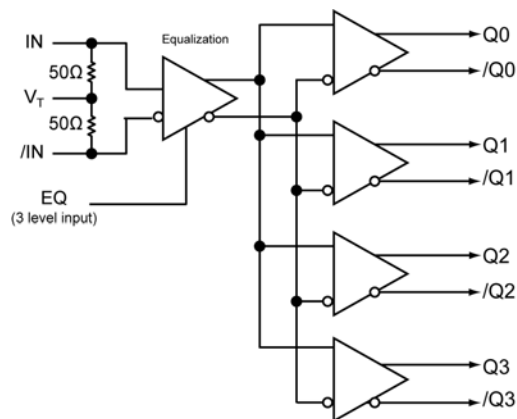 IN
Equalization
50Ω
VT
50Ω
/IN
EQ
(3 level input)
Q0
/Q0
Q1
/Q1
Q2
/Q2
Q3
/Q3